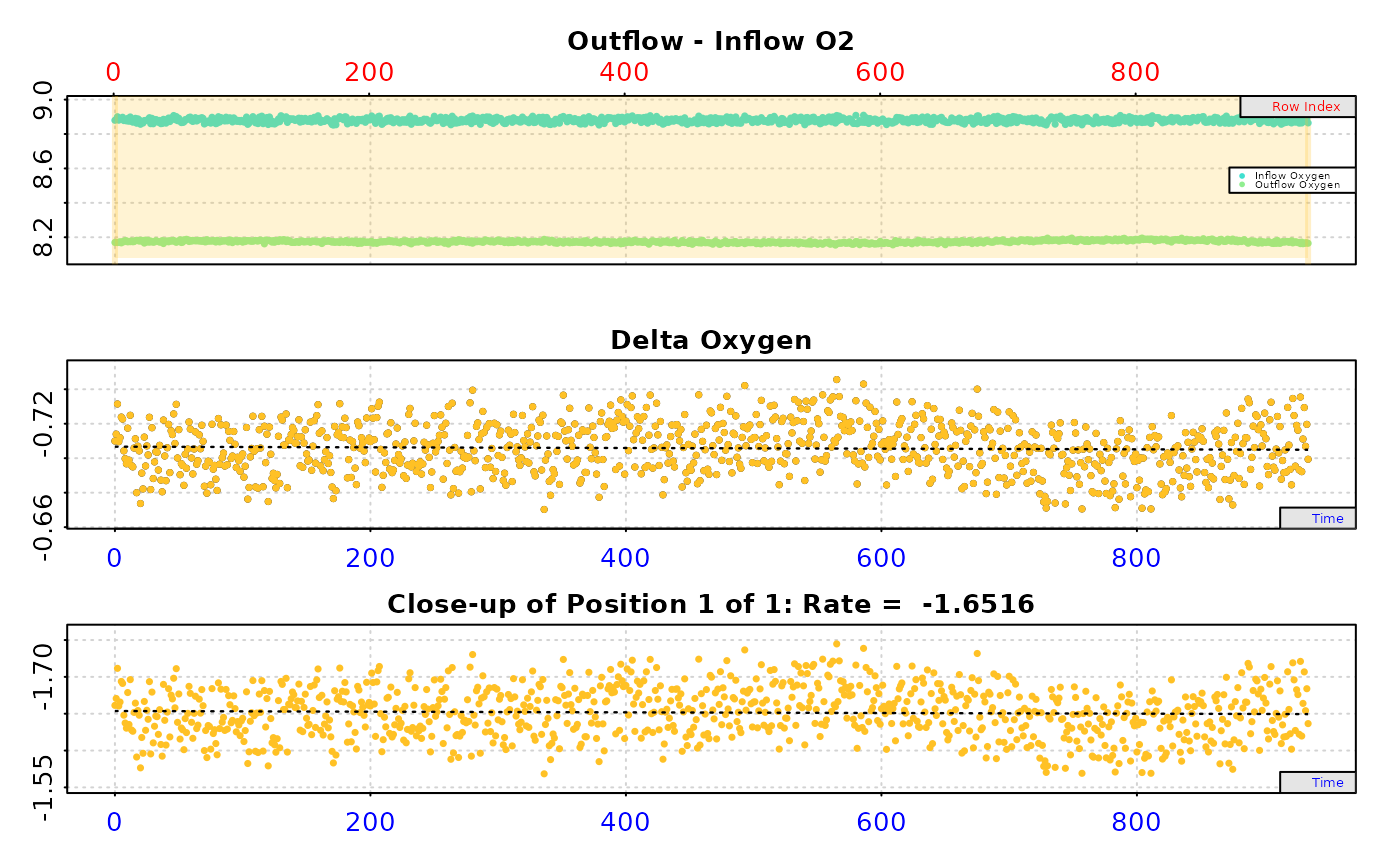 Outflow - Inflow O2
0 200 400 600 800
Row Index
9.0
8.6
8.2
Inflow Oxygen
Outflow Oxygen
Delta Oxygen
-0.72
-0.66
Time
0 200 400 600 800
Close-up of Position 1 of 1: Rate = -1.6516
-1.70
-1.55
Time
0 200 400 600 800